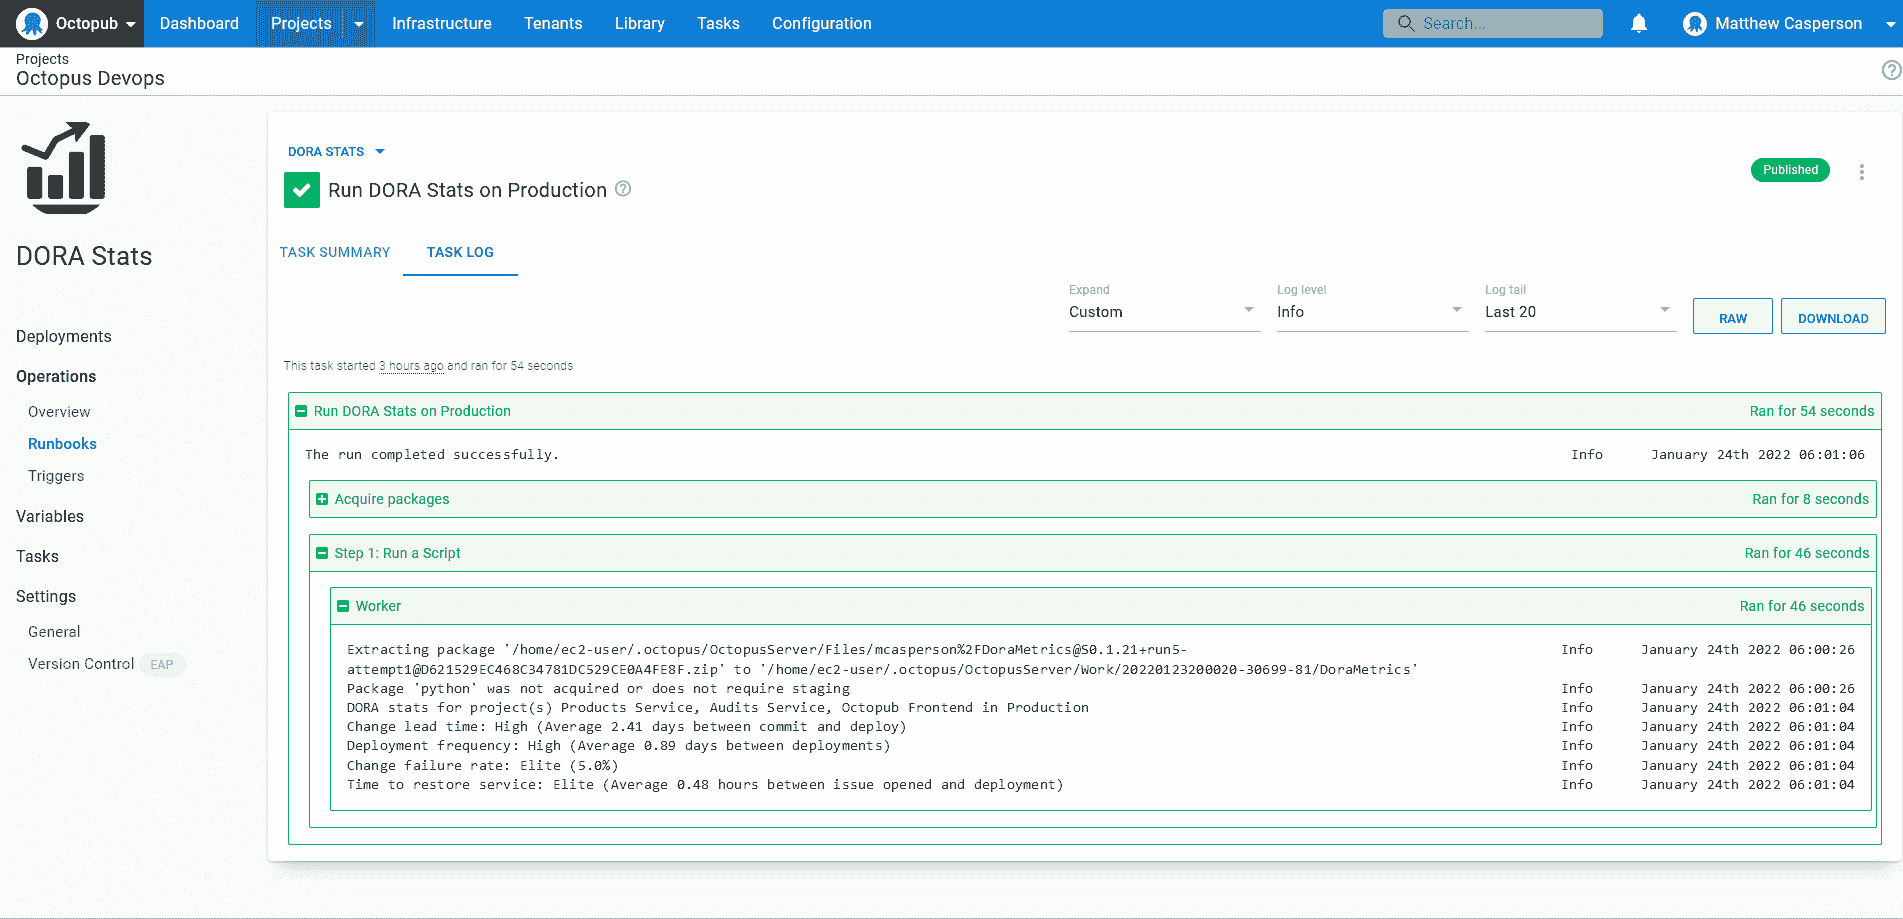 Octopub
Dashboard
Projects
Infrastructure
Tenants
Library
Tasks
Configuration
Search...
Matthew Casperson
Projects
Octopus Devops
DORA Stats
Deployments
Operations
Overview
Runbooks
Triggers
Variables
Tasks
Settings
General
Version Control EAP
DORA STATS
Run DORA Stats on Production
Published
TASK SUMMARY
TASK LOG
Expand
Custom
Log level
Info
Log tail
Last 20
RAW
DOWNLOAD
This task started 3 hours ago and ran for 54 seconds
Run DORA Stats on Production Ran for 54 seconds
The run completed successfully. Info January 24th 2022 06:01:06
Acquire packages Ran for 8 seconds
Step 1: Run a Script Ran for 46 seconds
Worker Ran for 46 seconds
Extracting package '/home/ec2-user/.octopus/OctopusServer/Files/mcasperson%2FDoraMetrics@S0.1.21+run5- Info January 24th 2022 06:00:26
attempt1@D621529EC468C34781DC529CE0A4FE8F.zip' to '/home/ec2-user/.octopus/OctopusServer/Work/20220123200020-30699-81/DoraMetrics'
Package 'python' was not acquired or does not require staging Info January 24th 2022 06:00:26
DORA stats for project(s) Products Service, Audits Service, Octopub Frontend in Production Info January 24th 2022 06:01:04
Change lead time: High (Average 2.41 days between commit and deploy) Info January 24th 2022 06:01:04
Deployment frequency: High (Average 0.89 days between deployments) Info January 24th 2022 06:01:04
Change failure rate: Elite (5.0%) Info January 24th 2022 06:01:04
Time to restore service: Elite (Average 0.48 hours between issue opened and deployment) Info January 24th 2022 06:01:04